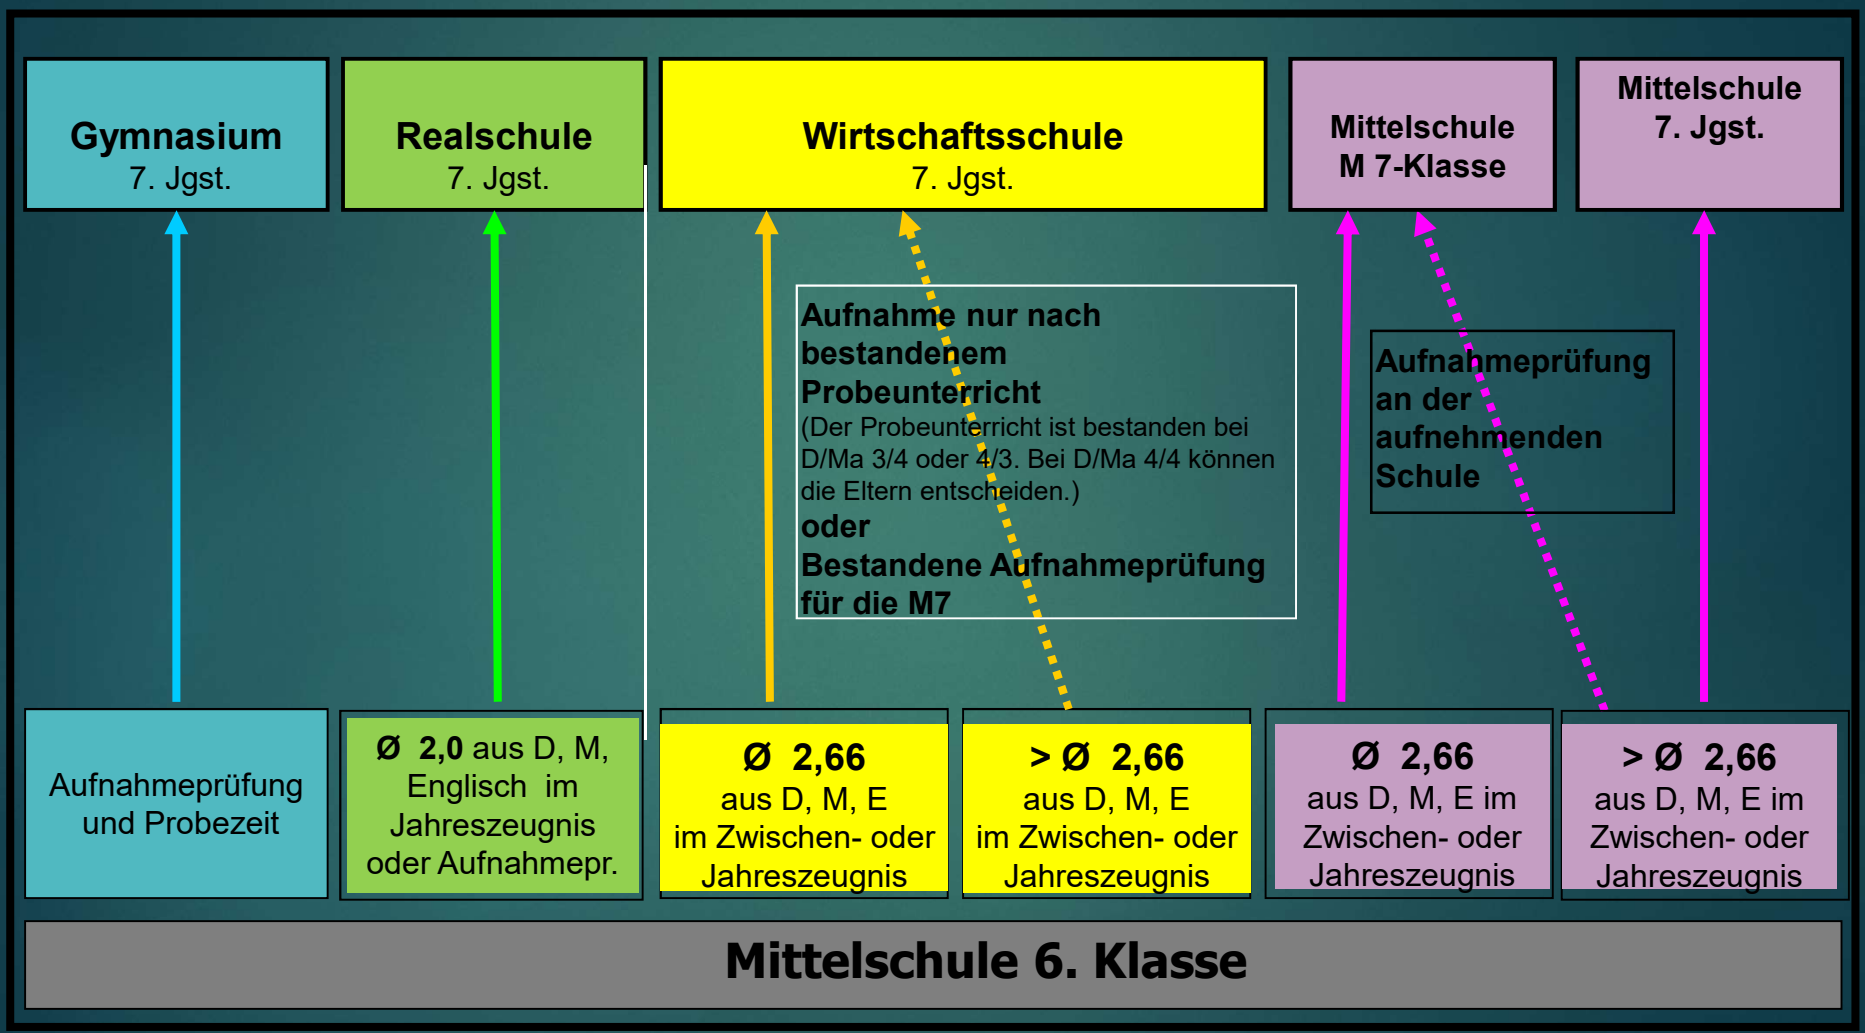 Gymnasium
7. Jgst.
Realschule
7. Jgst.
Wirtschaftsschule
7. Jgst.
Mittelschule
M 7-Klasse
Mittelschule
7. Jgst.
Aufnahme nur nach
bestandenem
Probeunterricht
(Der Probeunterricht ist bestanden bei
D/Ma 3/4 oder 4/3. Bei D/Ma 4/4 können
die Eltern entscheiden.)
oder
Bestandene Aufnahmeprüfung
für die M7
Aufnahmeprüfung
an der
aufnehmenden
Schule
Aufnahmeprüfung
und Probezeit
Ø 2,0 aus D, M,
Englisch im
Jahreszeugnis
oder Aufnahmepr.
Ø 2,66
aus D, M, E
im Zwischen- oder
Jahreszeugnis
> Ø 2,66
aus D, M, E
im Zwischen- oder
Jahreszeugnis
Ø 2,66
aus D, M, E im
Zwischen- oder
Jahreszeugnis
> Ø 2,66
aus D, M, E im
Zwischen- oder
Jahreszeugnis
Mittelschule 6. Klasse